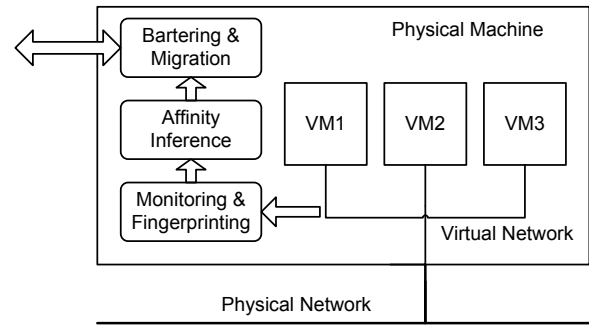 Bartering &
Migration
Physical Machine
Affinity
Inference
VM1
VM2
VM3
Monitoring &
Fingerprinting
Virtual Network
Physical Network